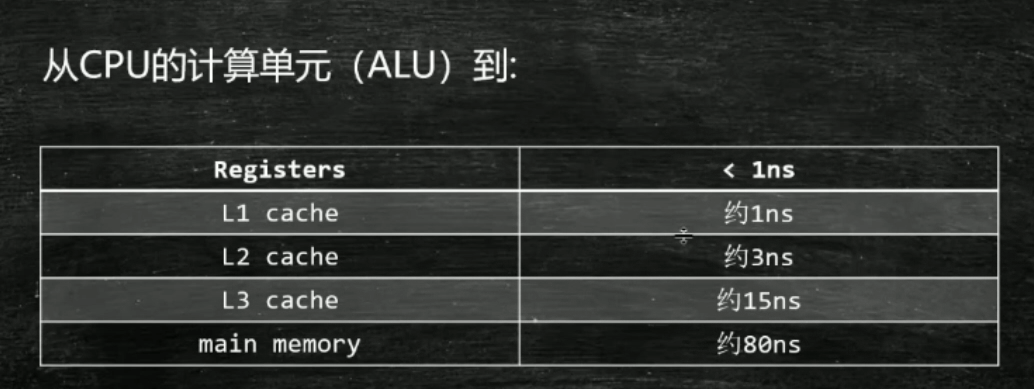 从CPU的计算单元（ALU）到:
Registers < 1ns
L1 cache 约1ns
L2 cache 约3ns
L3 cache 约15ns
main memory 约80ns